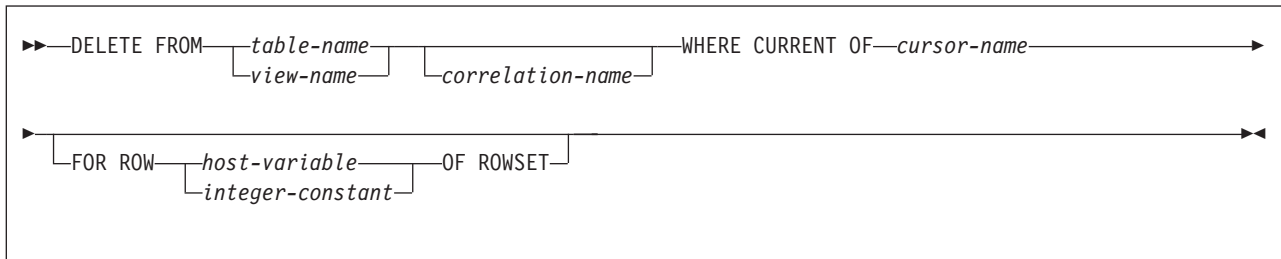 DELETE FROM table-name WHERE CURRENT OF cursor-name
view-name correlation-name
FOR ROW host-variable OF ROWSET
integer-constant